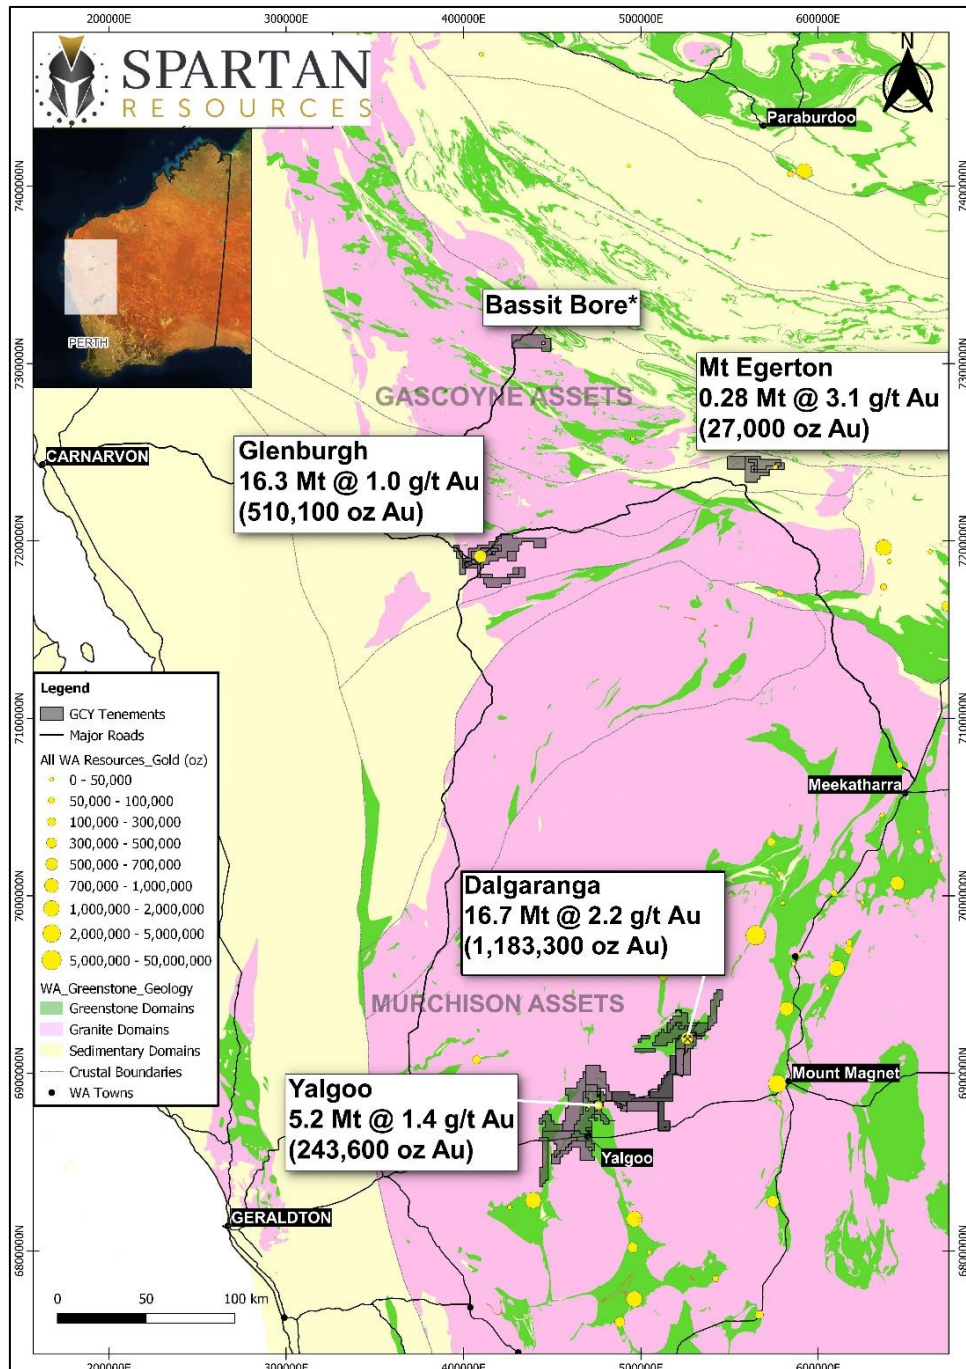 200000E
300000E
400000E
500000E
600000E
SPARTAN
RESOURCES
N
Paraburdoo
7400000N
7400000N
PERTH
Bassit Bore*
7300000N
7300000N
GASCOYNE ASSETS
Mt Egerton
0.28 Mt @ 3.1 g/t Au
(27,000 oz Au)
CARNARVON
Glenburgh
16.3 Mt @ 1.0 g/t Au
(510,100 oz Au)
7200000N
7200000N
Legend
GCY Tenements
Major Roads
All WA Resources_Gold (oz)
0 - 50,000
50,000 - 100,000
100,000 - 300,000
300,000 - 500,000
500,000 - 700,000
700,000 - 1,000,000
1,000,000 - 2,000,000
2,000,000 - 5,000,000
5,000,000 - 50,000,000
WA_Greenstone_Geology
Greenstone Domains
Granite Domains
Sedimentary Domains
Crustal Boundaries
WA Towns
7100000N
7100000N
Meekatharra
7000000N
7000000N
Dalgaranga
16.7 Mt @ 2.2 g/t Au
(1,183,300 oz Au)
MURCHISON ASSETS
6900000N
6900000N
Mount Magnet
Yalgoo
5.2 Mt @ 1.4 g/t Au
(243,600 oz Au)
Yalgoo
GERALDTON
6800000N
6800000N
0 50 100 km
200000E
300000E
400000E
500000E
600000E